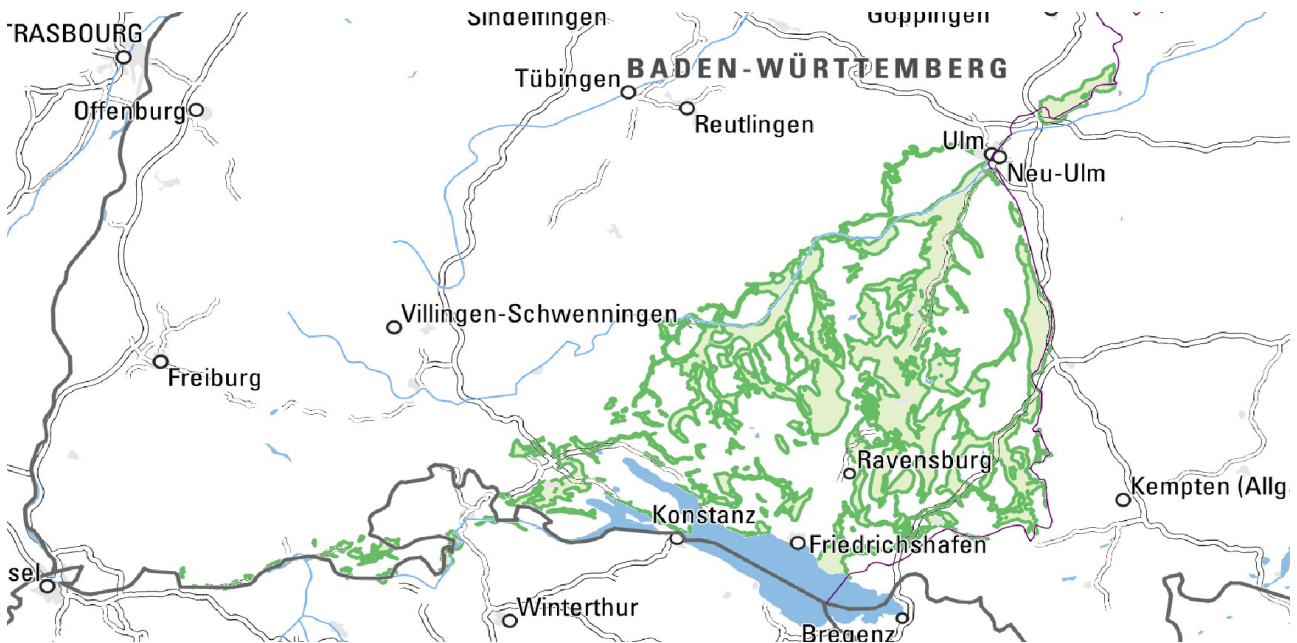 Sindelfingen
Göppingen
TRASBOURG
Tübingen
BADEN-WÜRTTEMBERG
Offenburg
Reutlingen
Ulm
Neu-Ulm
Villingen-Schwenningen
Freiburg
Ravensburg
Kempten (Allg
Konstanz
Friedrichshafen
sel
Winterthur
Bregenz